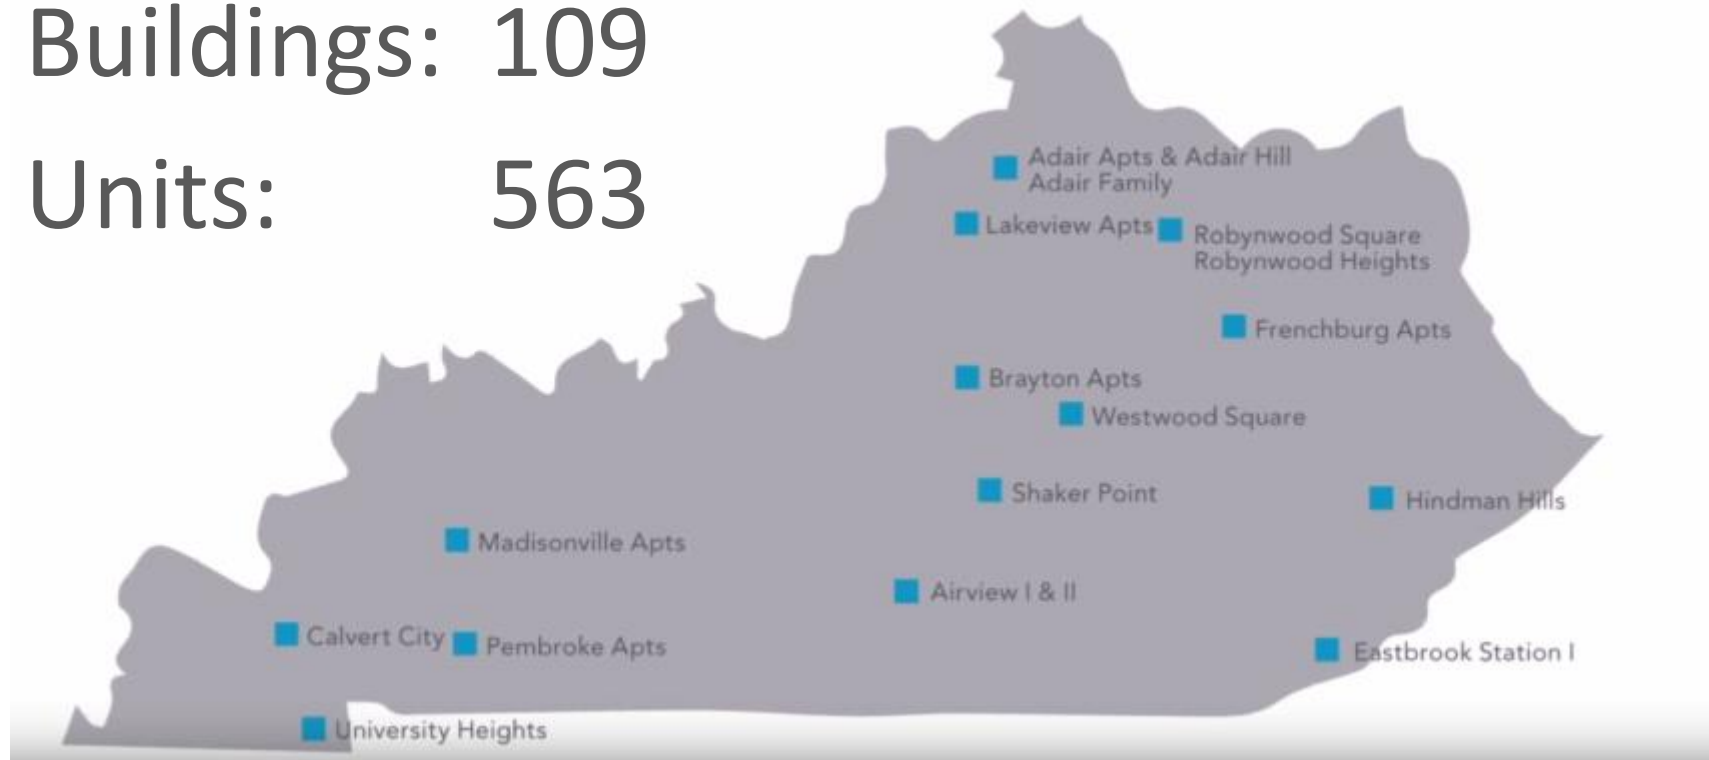 Buildings: 109
Units: 563
Adair Apts & Adair Hill
Adair Family
Lakeview Apts
Robynwood Square
Robynwood Heights
Frenchburg Apts
Brayton Apts
Westwood Square
Shaker Point
Hindman Hills
Madisonville Apts
Airview I & II
Calvert City
Pembroke Apts
Eastbrook Station I
University Heights